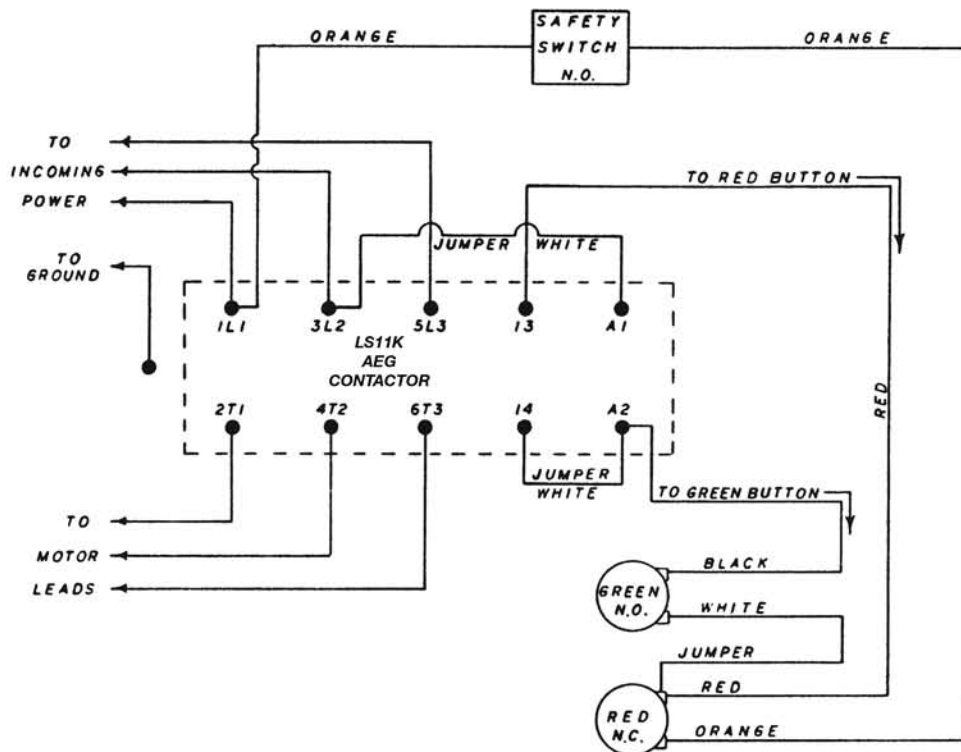 ORANGE
SAFETY
SWITCH
N.O.
ORANGE
TO
INCOMING
POWER
TO RED BUTTON
JUMPER WHITE
TO
GROUND
1L1 3L2 5L3 13 A1
LS11K
AEG
CONTACTOR
RED
2T1 4T2 6T3 14 A2
JUMPER
WHITE
TO GREEN BUTTON
TO
MOTOR
LEADS
BLACK
GREEN
N.O.
WHITE
JUMPER
RED
RED
N.C.
ORANGE